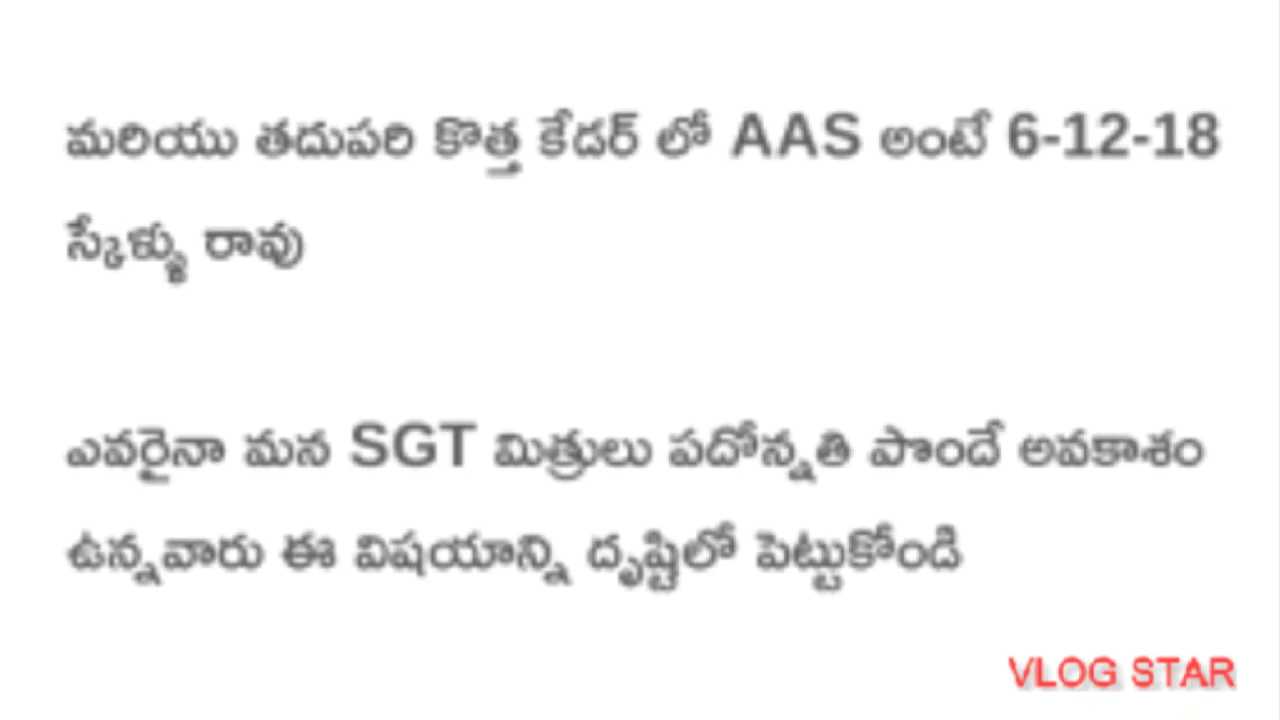 మరియు తదుపరి కొత్త కేడర్ లో AAS అంటే 6-12-18
స్కేళ్ళు రావు
ఎవరైనా మన SGT మిత్రులు పదోన్నతి పొందే అవకాశం
ఉన్నవారు ఈ విషయాన్ని దృష్టిలో పెట్టుకోండి
VLOG STAR